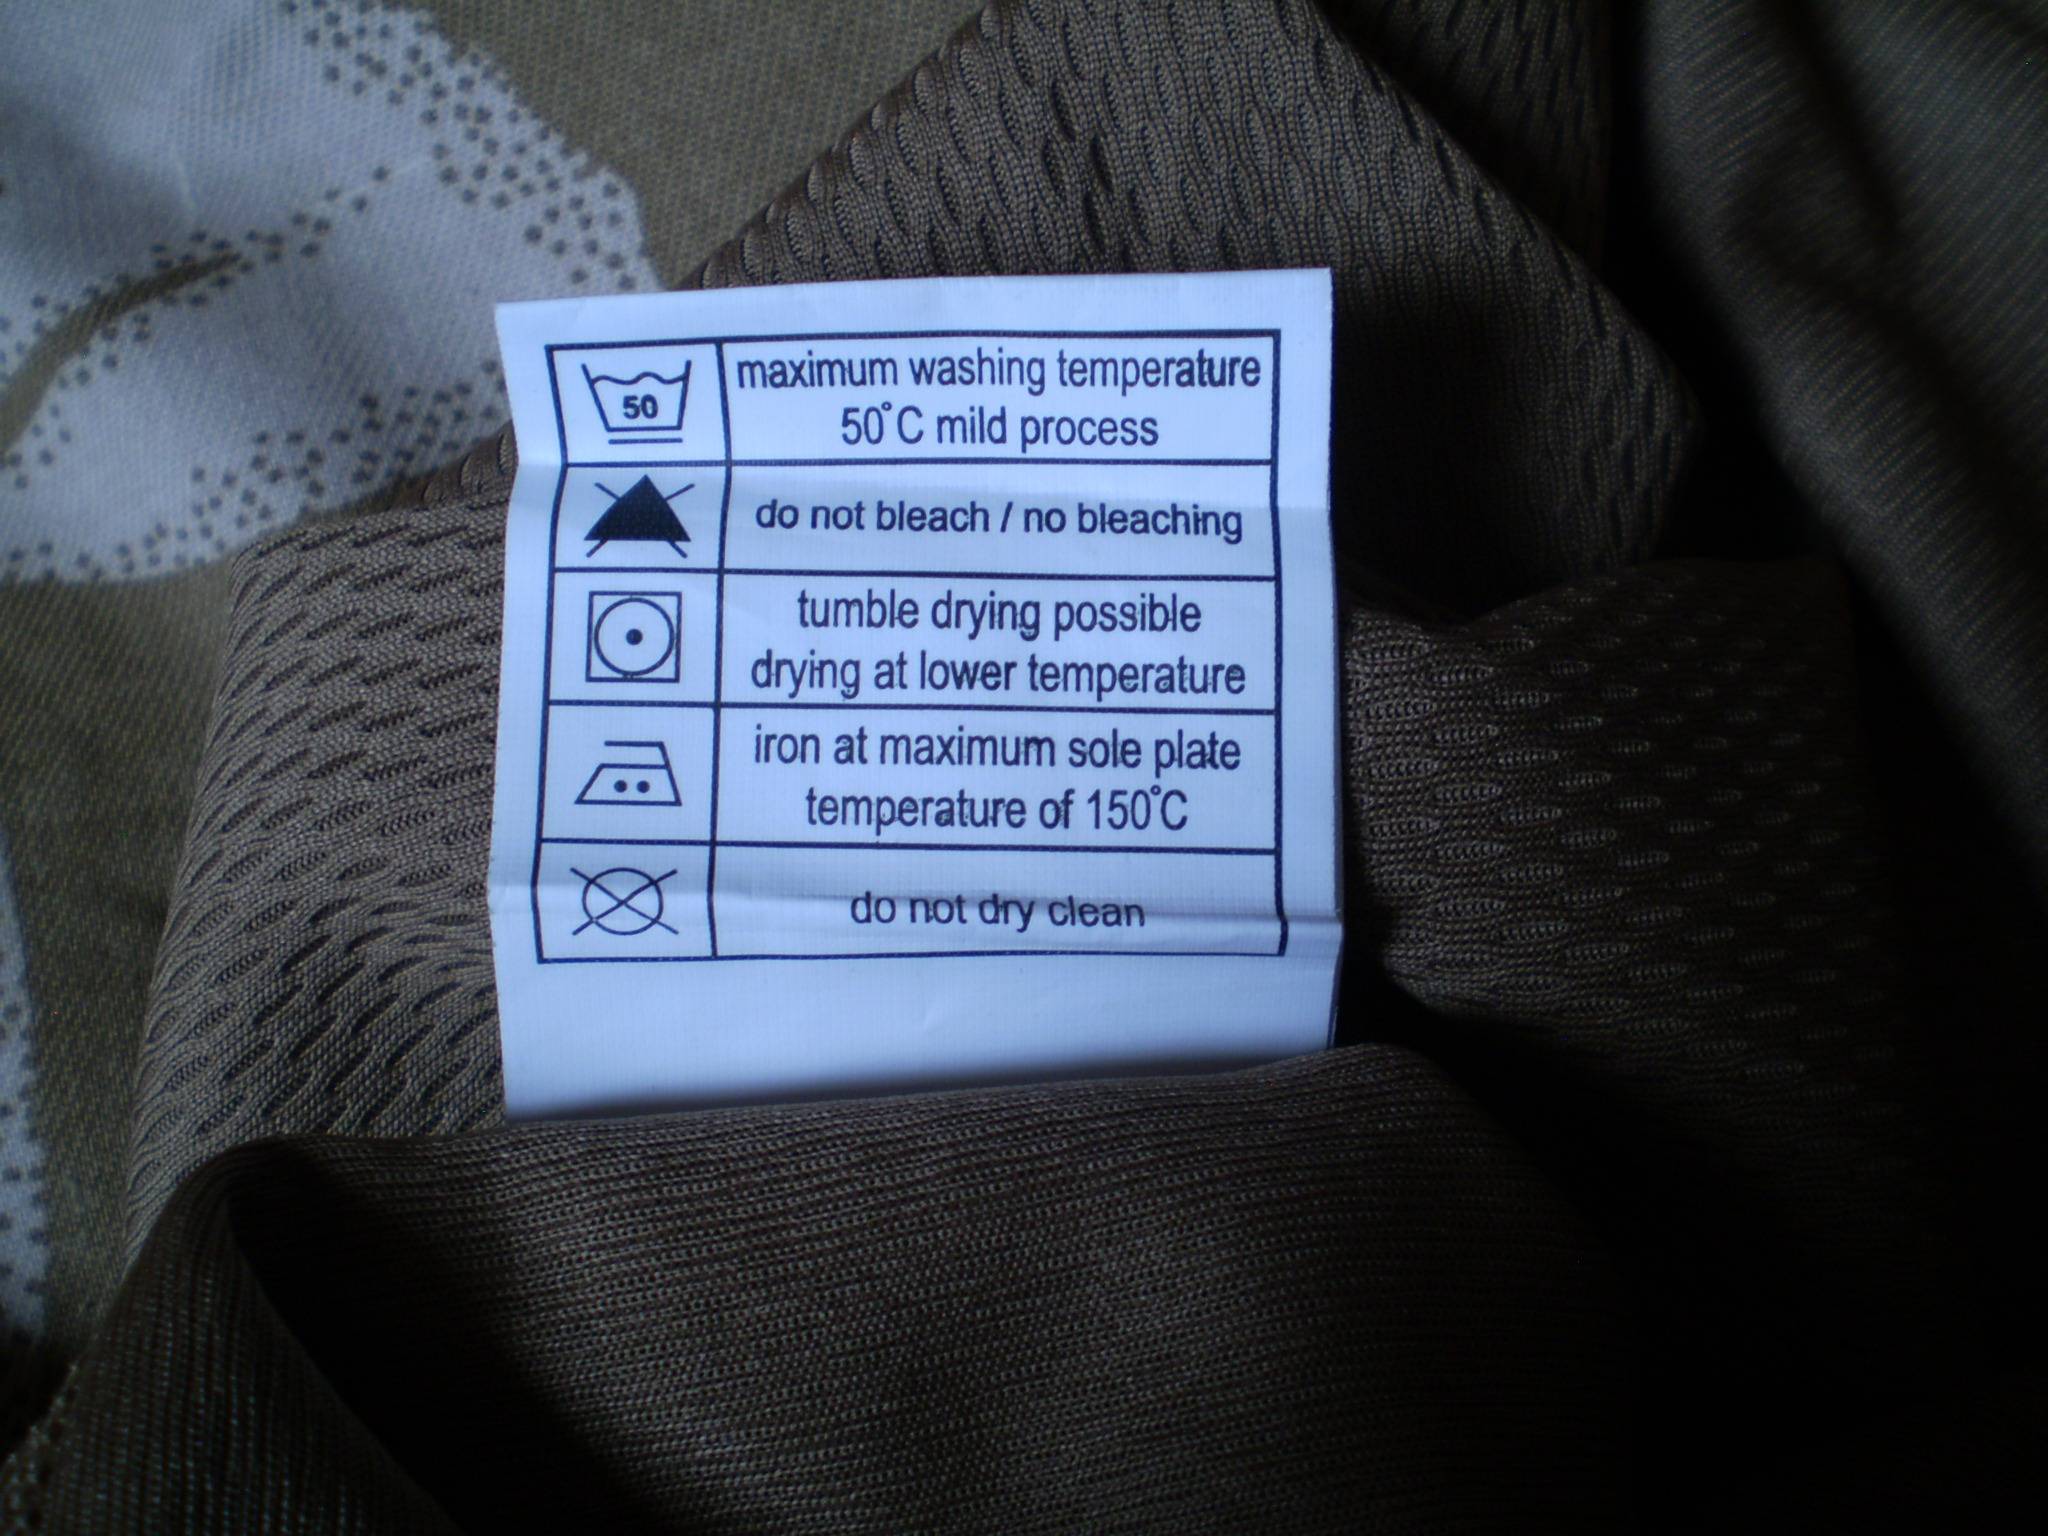 50
maximum washing temperature
50°C mild process
do not bleach / no bleaching
tumble drying possible
drying at lower temperature
iron at maximum sole plate
temperature of 150°C
do not dry clean